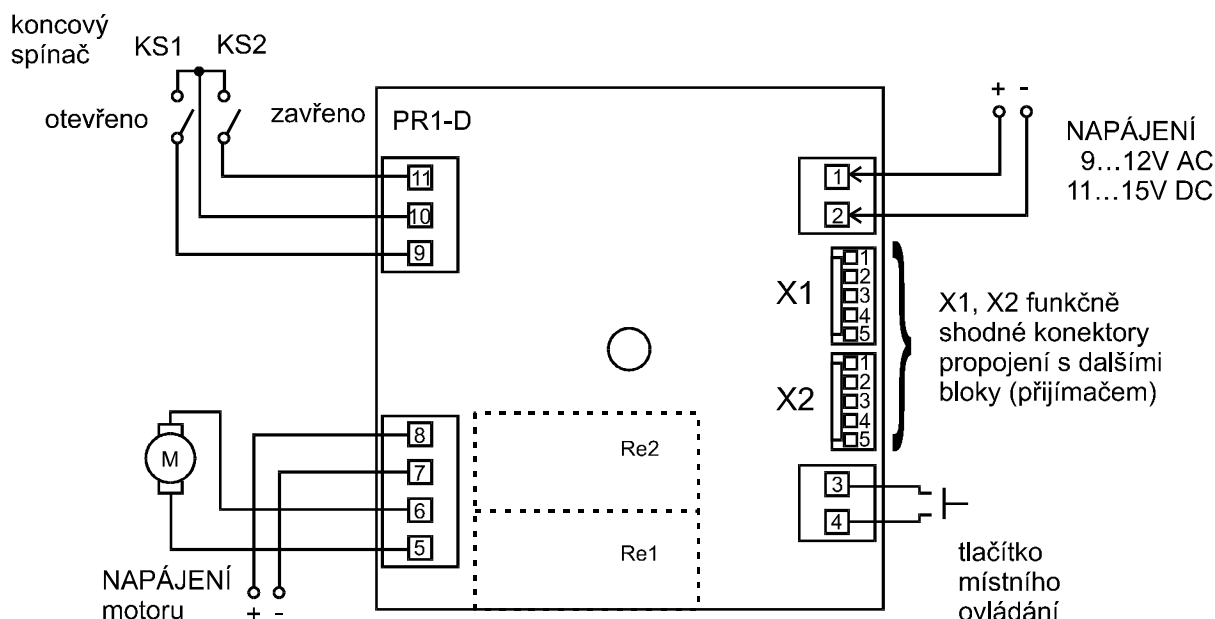 koncový
spínač
KS1 KS2
otevřeno
zavřeno
PR1-D
11
10
9
8
7
6
5
M
NAPÁJENÍ
motoru
+ -
Re2
Re1
+ -
NAPÁJENÍ
9...12V AC
11...15V DC
1
2
X1
1
2
3
4
5
X2
1
2
3
4
5
X1, X2 funkčně
shodné konektory
propojení s dalšími
bloky (přijímačem)
3
4
tlačítko
místního
ovládání